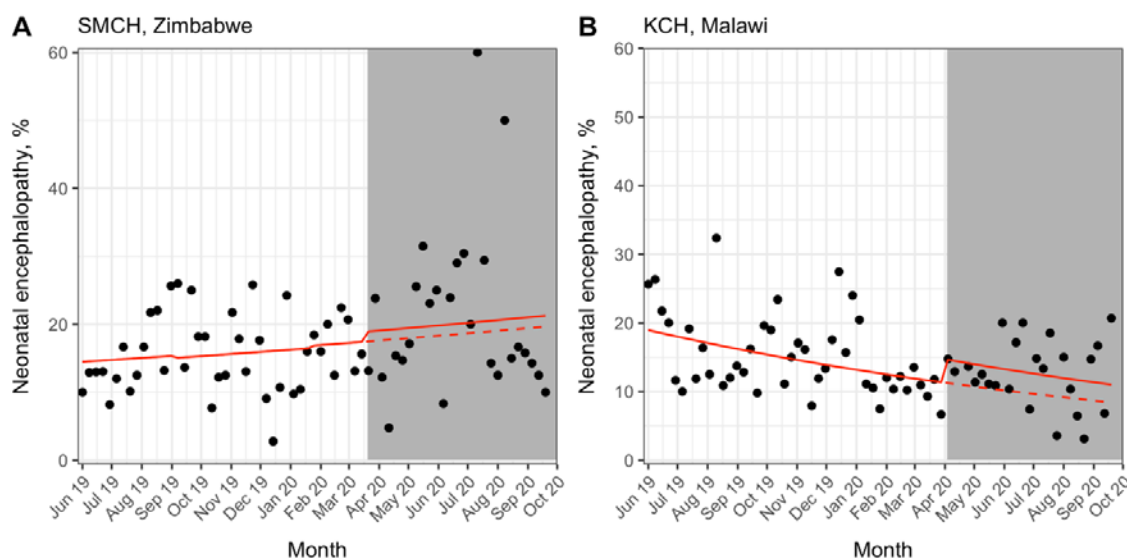 A SMCH, Zimbabwe
Neonatal encephalopathy, %
60
40
20
0
Jun 19
Jul 19
Aug 19
Sep 19
Oct 19
Nov 19
Dec 19
Jan 20
Feb 20
Mar 20
Apr 20
May 20
Jun 20
Jul 20
Aug 20
Sep 20
Oct 20
Month
B KCH, Malawi
Neonatal encephalopathy, %
60
50
40
30
20
10
0
Jun 19
Jul 19
Aug 19
Sep 19
Oct 19
Nov 19
Dec 19
Jan 20
Feb 20
Mar 20
Apr 20
May 20
Jun 20
Jul 20
Aug 20
Sep 20
Oct 20
Month